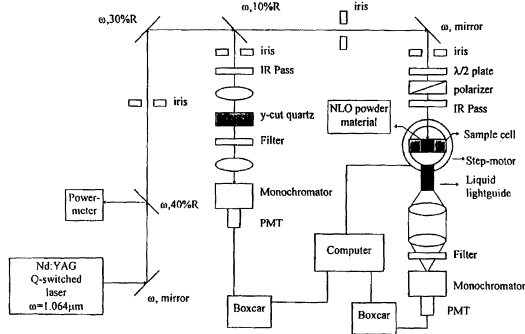 ω,30%R
ω,10%R
iris
ω, mirror
iris
iris
IR Pass
λ/2 plate
polarizer
iris
y-cut quartz
IR Pass
NLO powder
material
Sample cell
Filter
Step-motor
Liquid
lightguide
Power-
meter
ω,40%R
Monochromator
PMT
Computer
Filter
Nd:YAG
Q-switched
laser
ω=1.064μm
ω, mirror
Monochromator
Boxcar
Boxcar
PMT